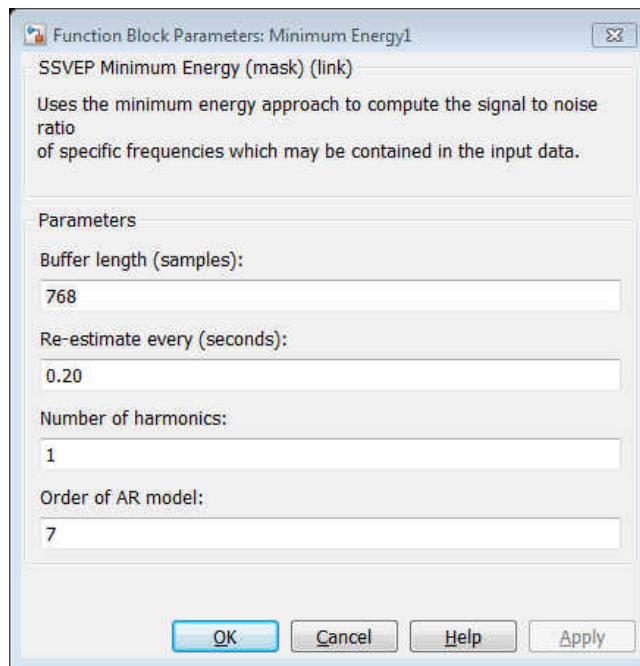 Function Block Parameters: Minimum Energy1
SSVEP Minimum Energy (mask) (link)
Uses the minimum energy approach to compute the signal to noise
ratio
of specific frequencies which may be contained in the input data.
Parameters
Buffer length (samples):
768
Re-estimate every (seconds):
0.20
Number of harmonics:
1
Order of AR model:
7
OK Cancel Help Apply